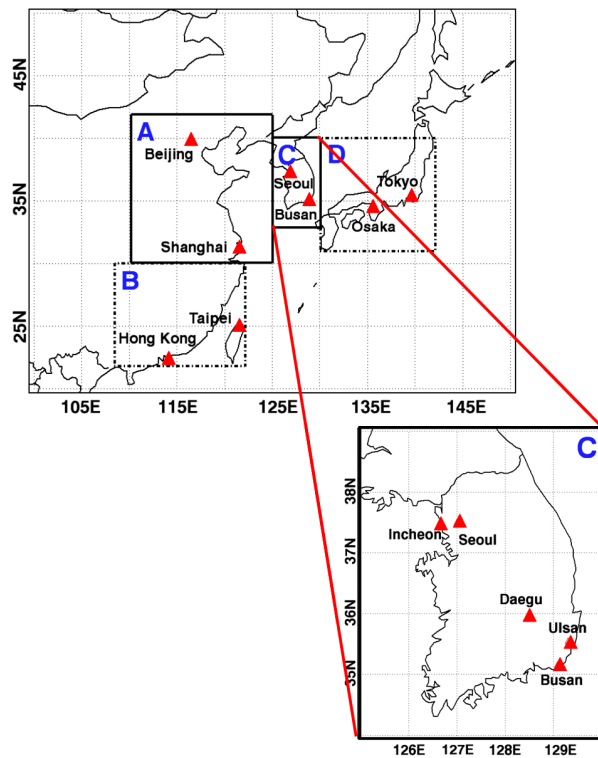 45N
A
Beijing
C
D
Seoul
Tokyo
35N
Busan
Osaka
Shanghai
B
Taipei
25N
Hong Kong
105E 115E 125E 135E 145E
C
38N
Incheon Seoul
37N
Daegu
36N
Ulsan
35N
Busan
126E 127E 128E 129E